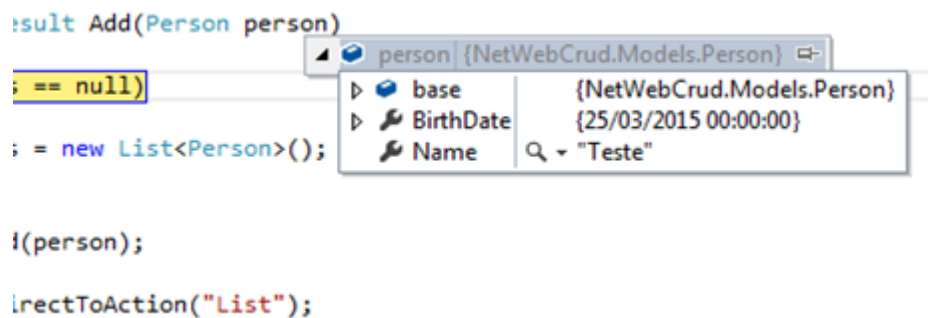 esult Add(Person person)
person {NetWebCrud.Models.Person}
s == null)
base {NetWebCrud.Models.Person}
BirthDate {25/03/2015 00:00:00}
s = new List<Person>();
Name "Teste"
d(person);
irectToAction("List");